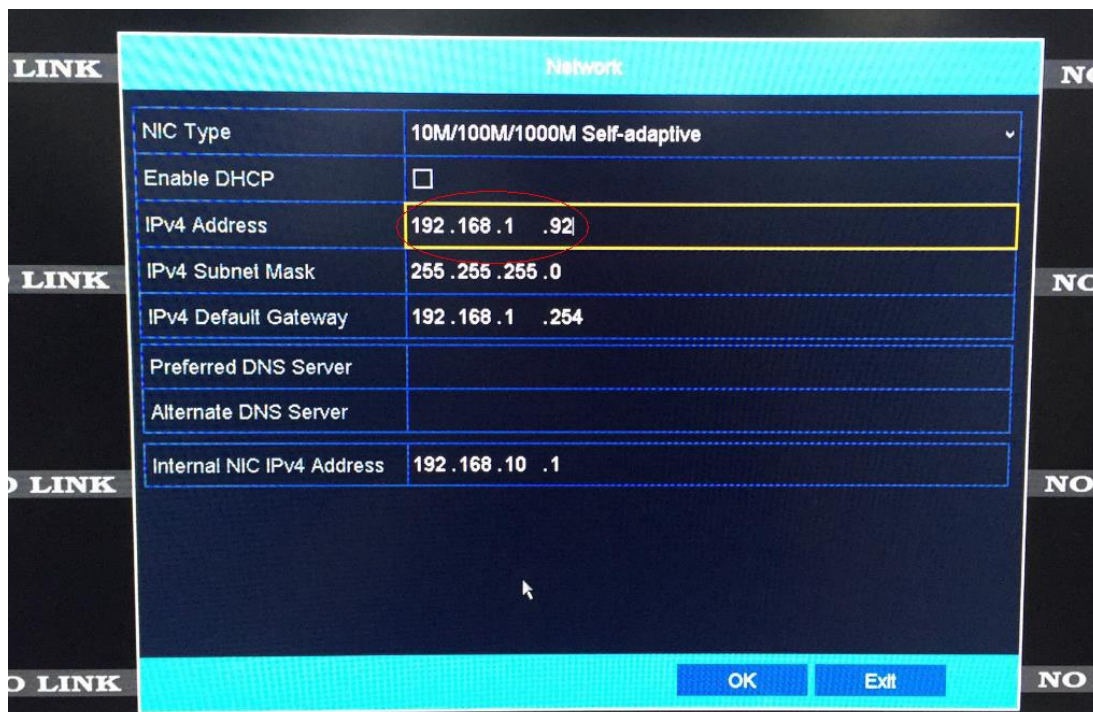 LINK
Network
NIC Type 10M/100M/1000M Self-adaptive
Enable DHCP
IPv4 Address 192.168.1 .92
LINK
IPv4 Subnet Mask 255.255.255.0
NO
IPv4 Default Gateway 192.168.1 .254
Preferred DNS Server
Alternate DNS Server
Internal NIC IPv4 Address 192.168.10 .1
LINK
NO
OK Exit
O LINK
NO